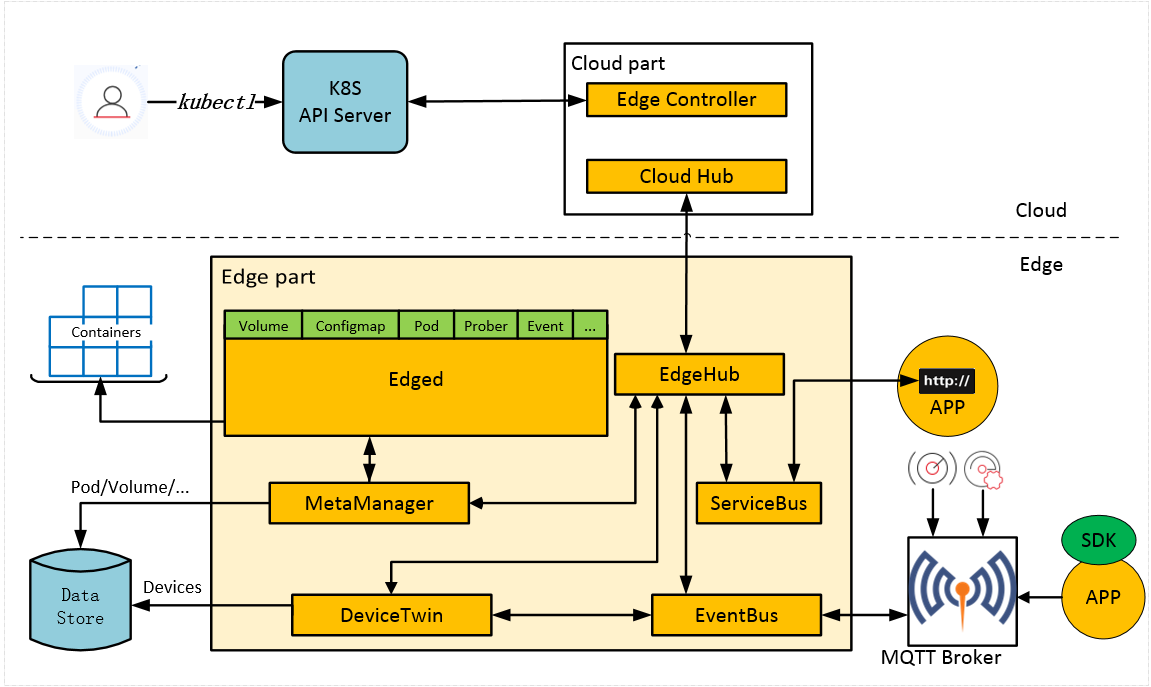 Cloud part
K8S
API Server
kubectl
Edge Controller
Cloud Hub
Cloud
Edge
Edge part
Volume
Configmap
Pod
Prober
Event
...
Containers
Edged
EdgeHub
http://
APP
Pod/Volume/...
MetaManager
ServiceBus
SDK
Data
Store
Devices
DeviceTwin
EventBus
APP
MQTT Broker